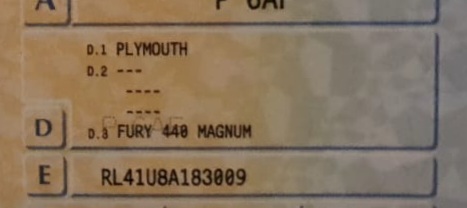 A
D.1 PLYMOUTH
D.2 ---
----
----
D D.3 FURY 440 MAGNUM
E RL41U8A183009